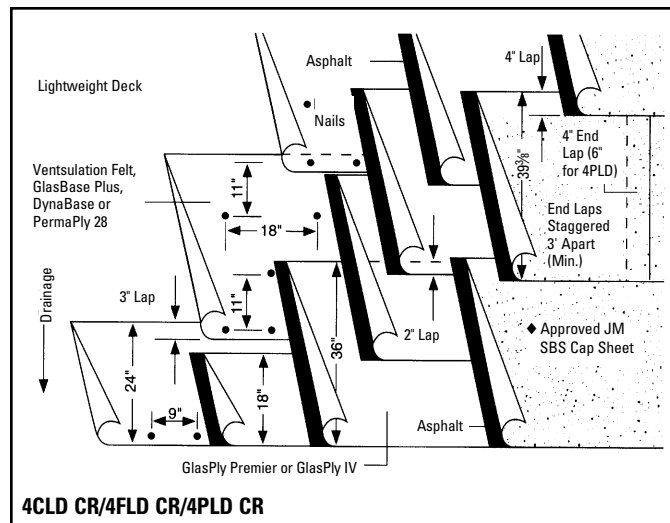 Lightweight Deck
Asphalt
4" Lap
Nails
4" End
Lap (6"
for 4PLD)
39⅜"
Ventsulation Felt,
GlasBase Plus,
DynaBase or
PermaPly 28
11"
18"
End Laps
Staggered
3' Apart
(Min.)
Drainage
3" Lap
11"
36"
2" Lap
♦ Approved JM
SBS Cap Sheet
24"
18"
9"
Asphalt
GlasPly Premier or GlasPly IV
4CLD CR/4FLD CR/4PLD CR